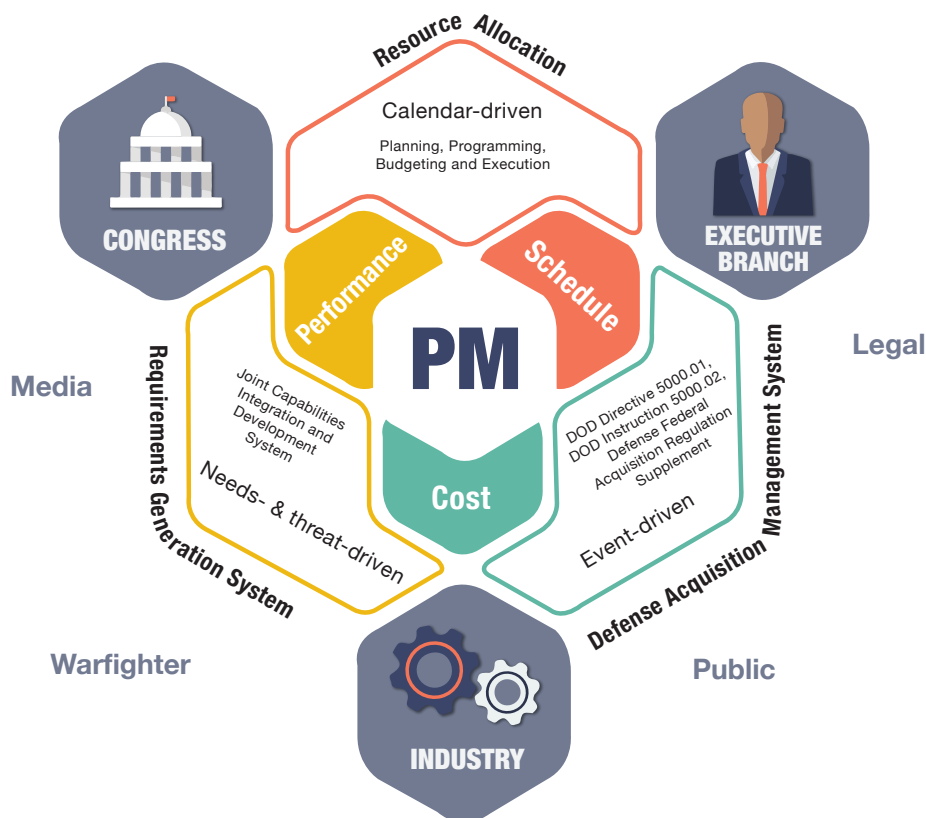 Resource Allocation
Calendar-driven
Planning, Programming,
Budgeting and Execution
CONGRESS
EXECUTIVE
BRANCH
Performance
Schedule
PM
Cost
Legal
Media
Requirements Generation System
Joint Capabilities
Integration and
Development
System
Needs- & threat-driven
DOD Directive 5000.01,
DOD Instruction 5000.02,
Defense Federal
Acquisition Regulation
Supplement
Event-driven
Defense Acquisition Management System
Warfighter
Public
INDUSTRY